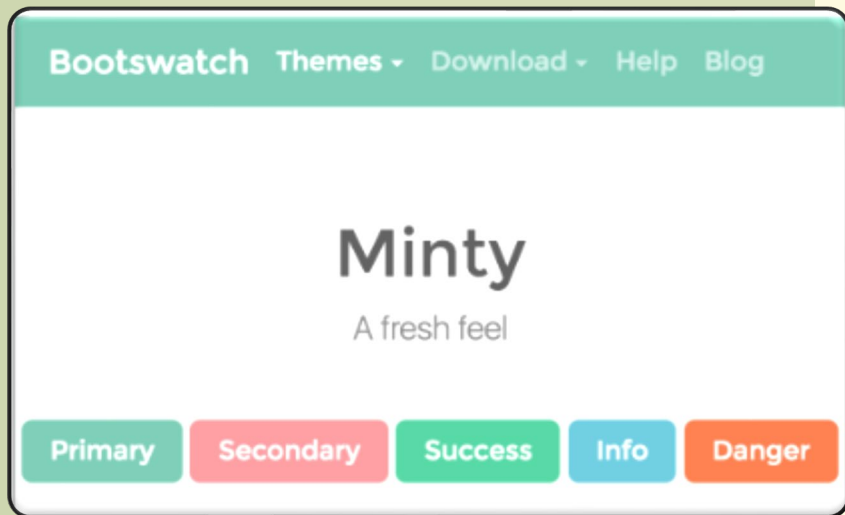 Bootswatch Themes Download Help Blog
Minty
A fresh feel
Primary Secondary Success Info Danger